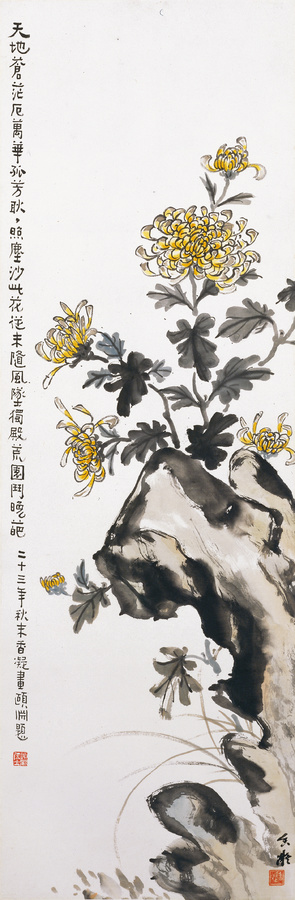 天地蒼茫厄萬華孤芳耿〻照塵沙此花從未隨風墜獨殿荒園鬥晚葩
二十三年秋末香凝畫頤淵題
香凝